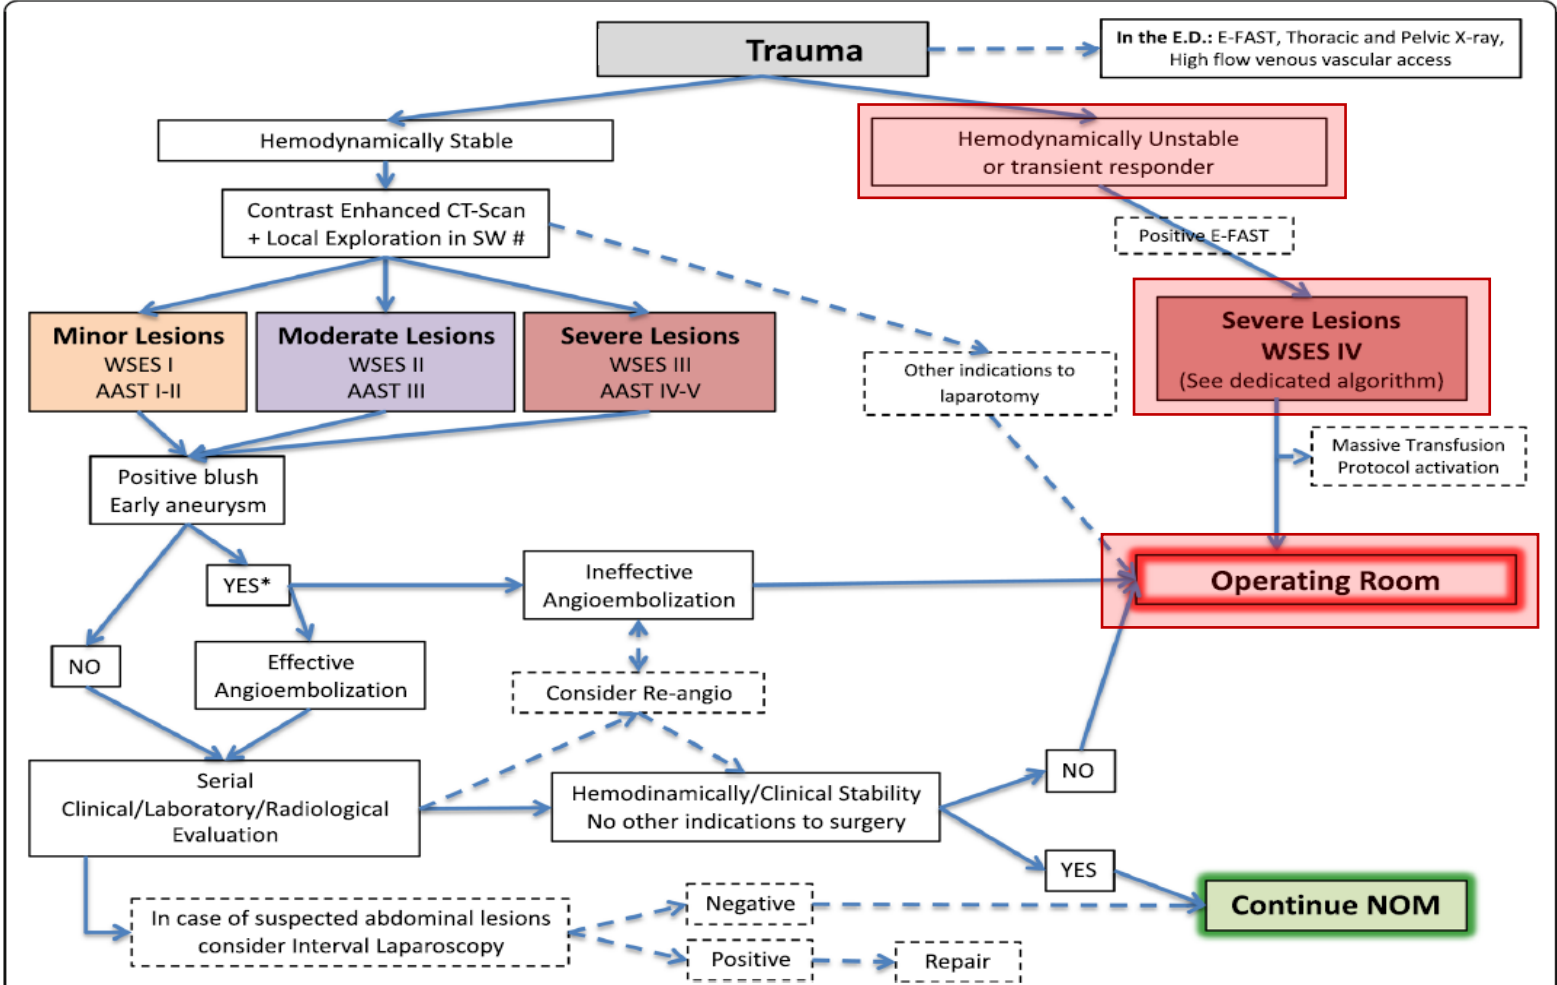 Trauma
In the E.D.: E-FAST, Thoracic and Pelvic X-ray,
High flow venous vascular access
Hemodynamically Stable
Hemodynamically Unstable
or transient responder
Contrast Enhanced CT-Scan
+ Local Exploration in SW #
Positive E-FAST
Minor Lesions
WSES I
AAST I-II
Moderate Lesions
WSES II
AAST III
Severe Lesions
WSES III
AAST IV-V
Severe Lesions
WSES IV
(See dedicated algorithm)
Other indications to
laparotomy
Massive Transfusion
Protocol activation
Positive blush
Early aneurysm
YES*
Ineffective
Angioembolization
Operating Room
NO
Effective
Angioembolization
Consider Re-angio
Serial
Clinical/Laboratory/Radiological
Evaluation
Hemodinamically/Clinical Stability
No other indications to surgery
NO
YES
In case of suspected abdominal lesions
consider Interval Laparoscopy
Negative
Continue NOM
Positive
Repair